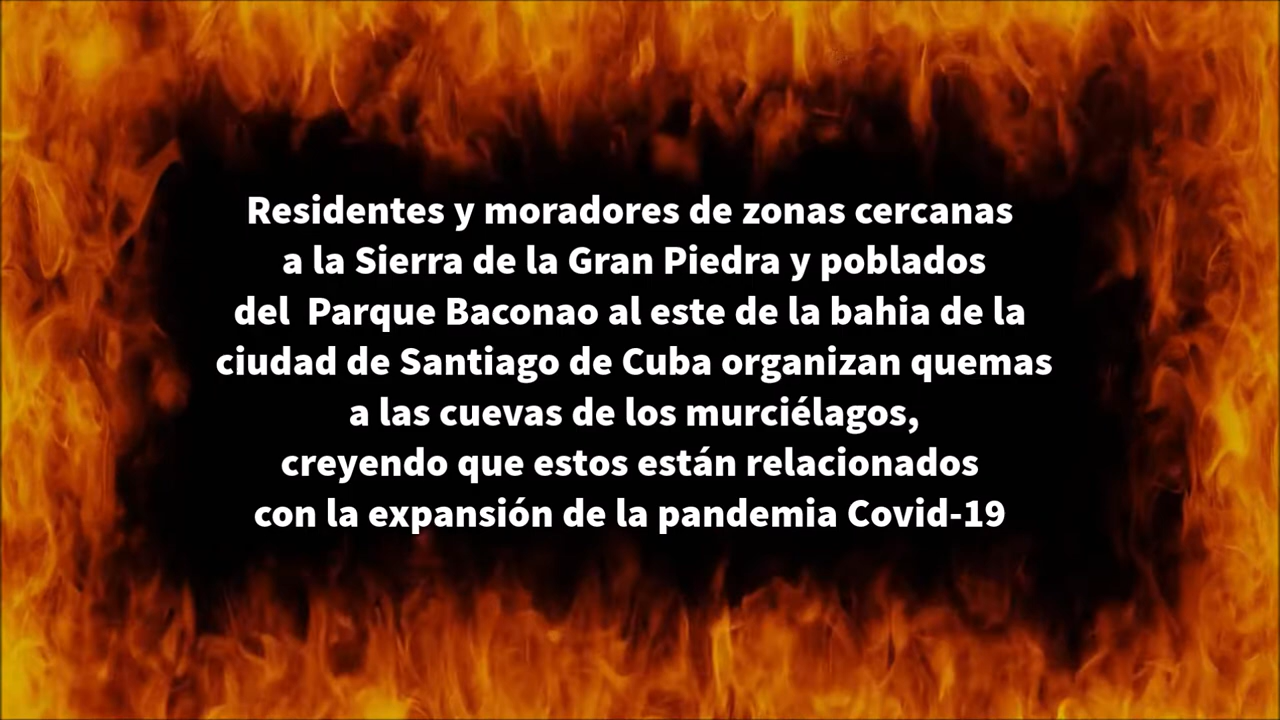 Residentes y moradores de zonas cercanas
a la Sierra de la Gran Piedra y poblados
del  Parque Baconao al este de la bahia de la
ciudad de Santiago de Cuba organizan quemas
a las cuevas de los murciélagos,
creyendo que estos están relacionados
con la expansión de la pandemia Covid-19